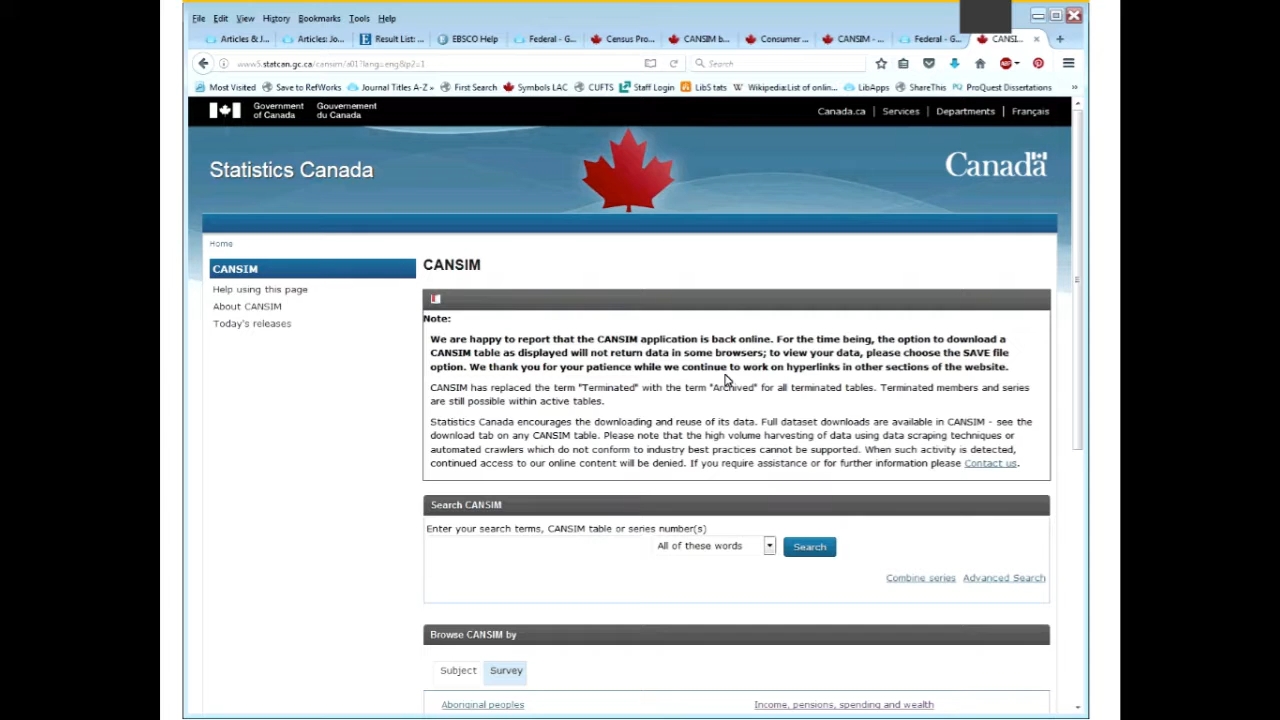 File Edit View History Bookmarks Tools Help
Articles & J... Articles: Jo... Result List: ... EBSCO Help Federal - G... Census Pro... CANSIM b... Consumer ... CANSIM - ... Federal - G... CANSI...
www5.statcan.gc.ca/cansim/a01?lang=eng&p2=1 Search
Most Visited Save to RefWorks Journal Titles A-Z » First Search Symbols LAC CUFTS Staff Login LibStats Wikipedia:List of onlin... LibApps ShareThis ProQuest Dissertations »
Government Gouvernement
of Canada du Canada
Canada.ca | Services | Departments | Français
Statistics Canada
Canada
Home
CANSIM
Help using this page
About CANSIM
Today's releases
CANSIM
Note:
We are happy to report that the CANSIM application is back online. For the time being, the option to download a
CANSIM table as displayed will not return data in some browsers; to view your data, please choose the SAVE file
option. We thank you for your patience while we continue to work on hyperlinks in other sections of the website.
CANSIM has replaced the term "Terminated" with the term "Archived" for all terminated tables. Terminated members and series
are still possible within active tables.
Statistics Canada encourages the downloading and reuse of its data. Full dataset downloads are available in CANSIM - see the
download tab on any CANSIM table. Please note that the high volume harvesting of data using data scraping techniques or
automated crawlers which do not conform to industry best practices cannot be supported. When such activity is detected,
continued access to our online content will be denied. If you require assistance or for further information please Contact us.
Search CANSIM
Enter your search terms, CANSIM table or series number(s)
All of these words Search
Combine series Advanced Search
Browse CANSIM by
Subject Survey
Aboriginal peoples Income, pensions, spending and wealth